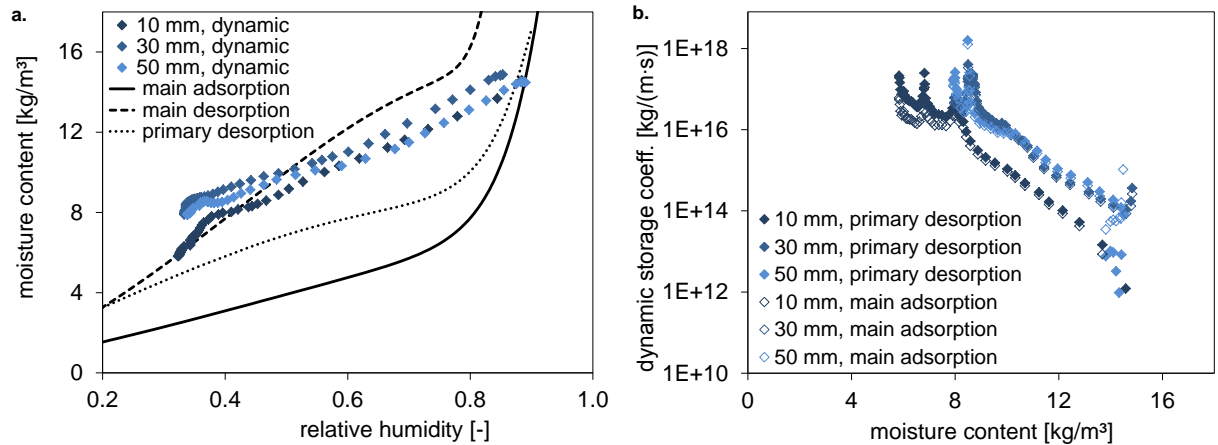 a.
moisture content [kg/m³]
16
12
8
4
0
10 mm, dynamic
30 mm, dynamic
50 mm, dynamic
main adsorption
main desorption
primary desorption
0.2 0.4 0.6 0.8 1.0
relative humidity [-]
b.
dynamic storage coeff. [kg/(m·s)]
1E+18
1E+16
1E+14
1E+12
1E+10
10 mm, primary desorption
30 mm, primary desorption
50 mm, primary desorption
10 mm, main adsorption
30 mm, main adsorption
50 mm, main adsorption
0 4 8 12 16
moisture content [kg/m³]